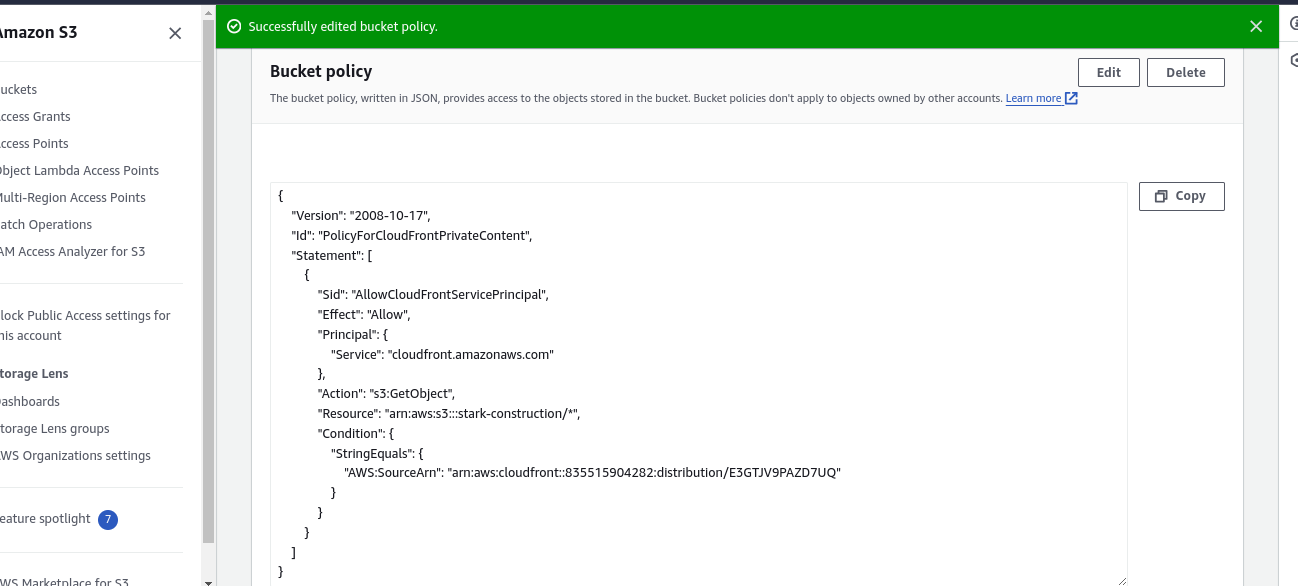 Amazon S3
Successfully edited bucket policy.
uckets
ccess Grants
ccess Points
Object Lambda Access Points
Multi-Region Access Points
atch Operations
AM Access Analyzer for S3
lock Public Access settings for
his account
torage Lens
Dashboards
torage Lens groups
WS Organizations settings
eature spotlight 7
WS Marketplace for S3
Bucket policy
Edit
Delete
The bucket policy, written in JSON, provides access to the objects stored in the bucket. Bucket policies don't apply to objects owned by other accounts. Learn more
Copy
{
"Version": "2008-10-17",
"Id": "PolicyForCloudFrontPrivateContent",
"Statement": [
{
"Sid": "AllowCloudFrontServicePrincipal",
"Effect": "Allow",
"Principal": {
"Service": "cloudfront.amazonaws.com"
},
"Action": "s3:GetObject",
"Resource": "arn:aws:s3:::stark-construction/*",
"Condition": {
"StringEquals": {
"AWS:SourceArn": "arn:aws:cloudfront::835515904282:distribution/E3GTJV9PAZD7UQ"
}
}
}
]
}